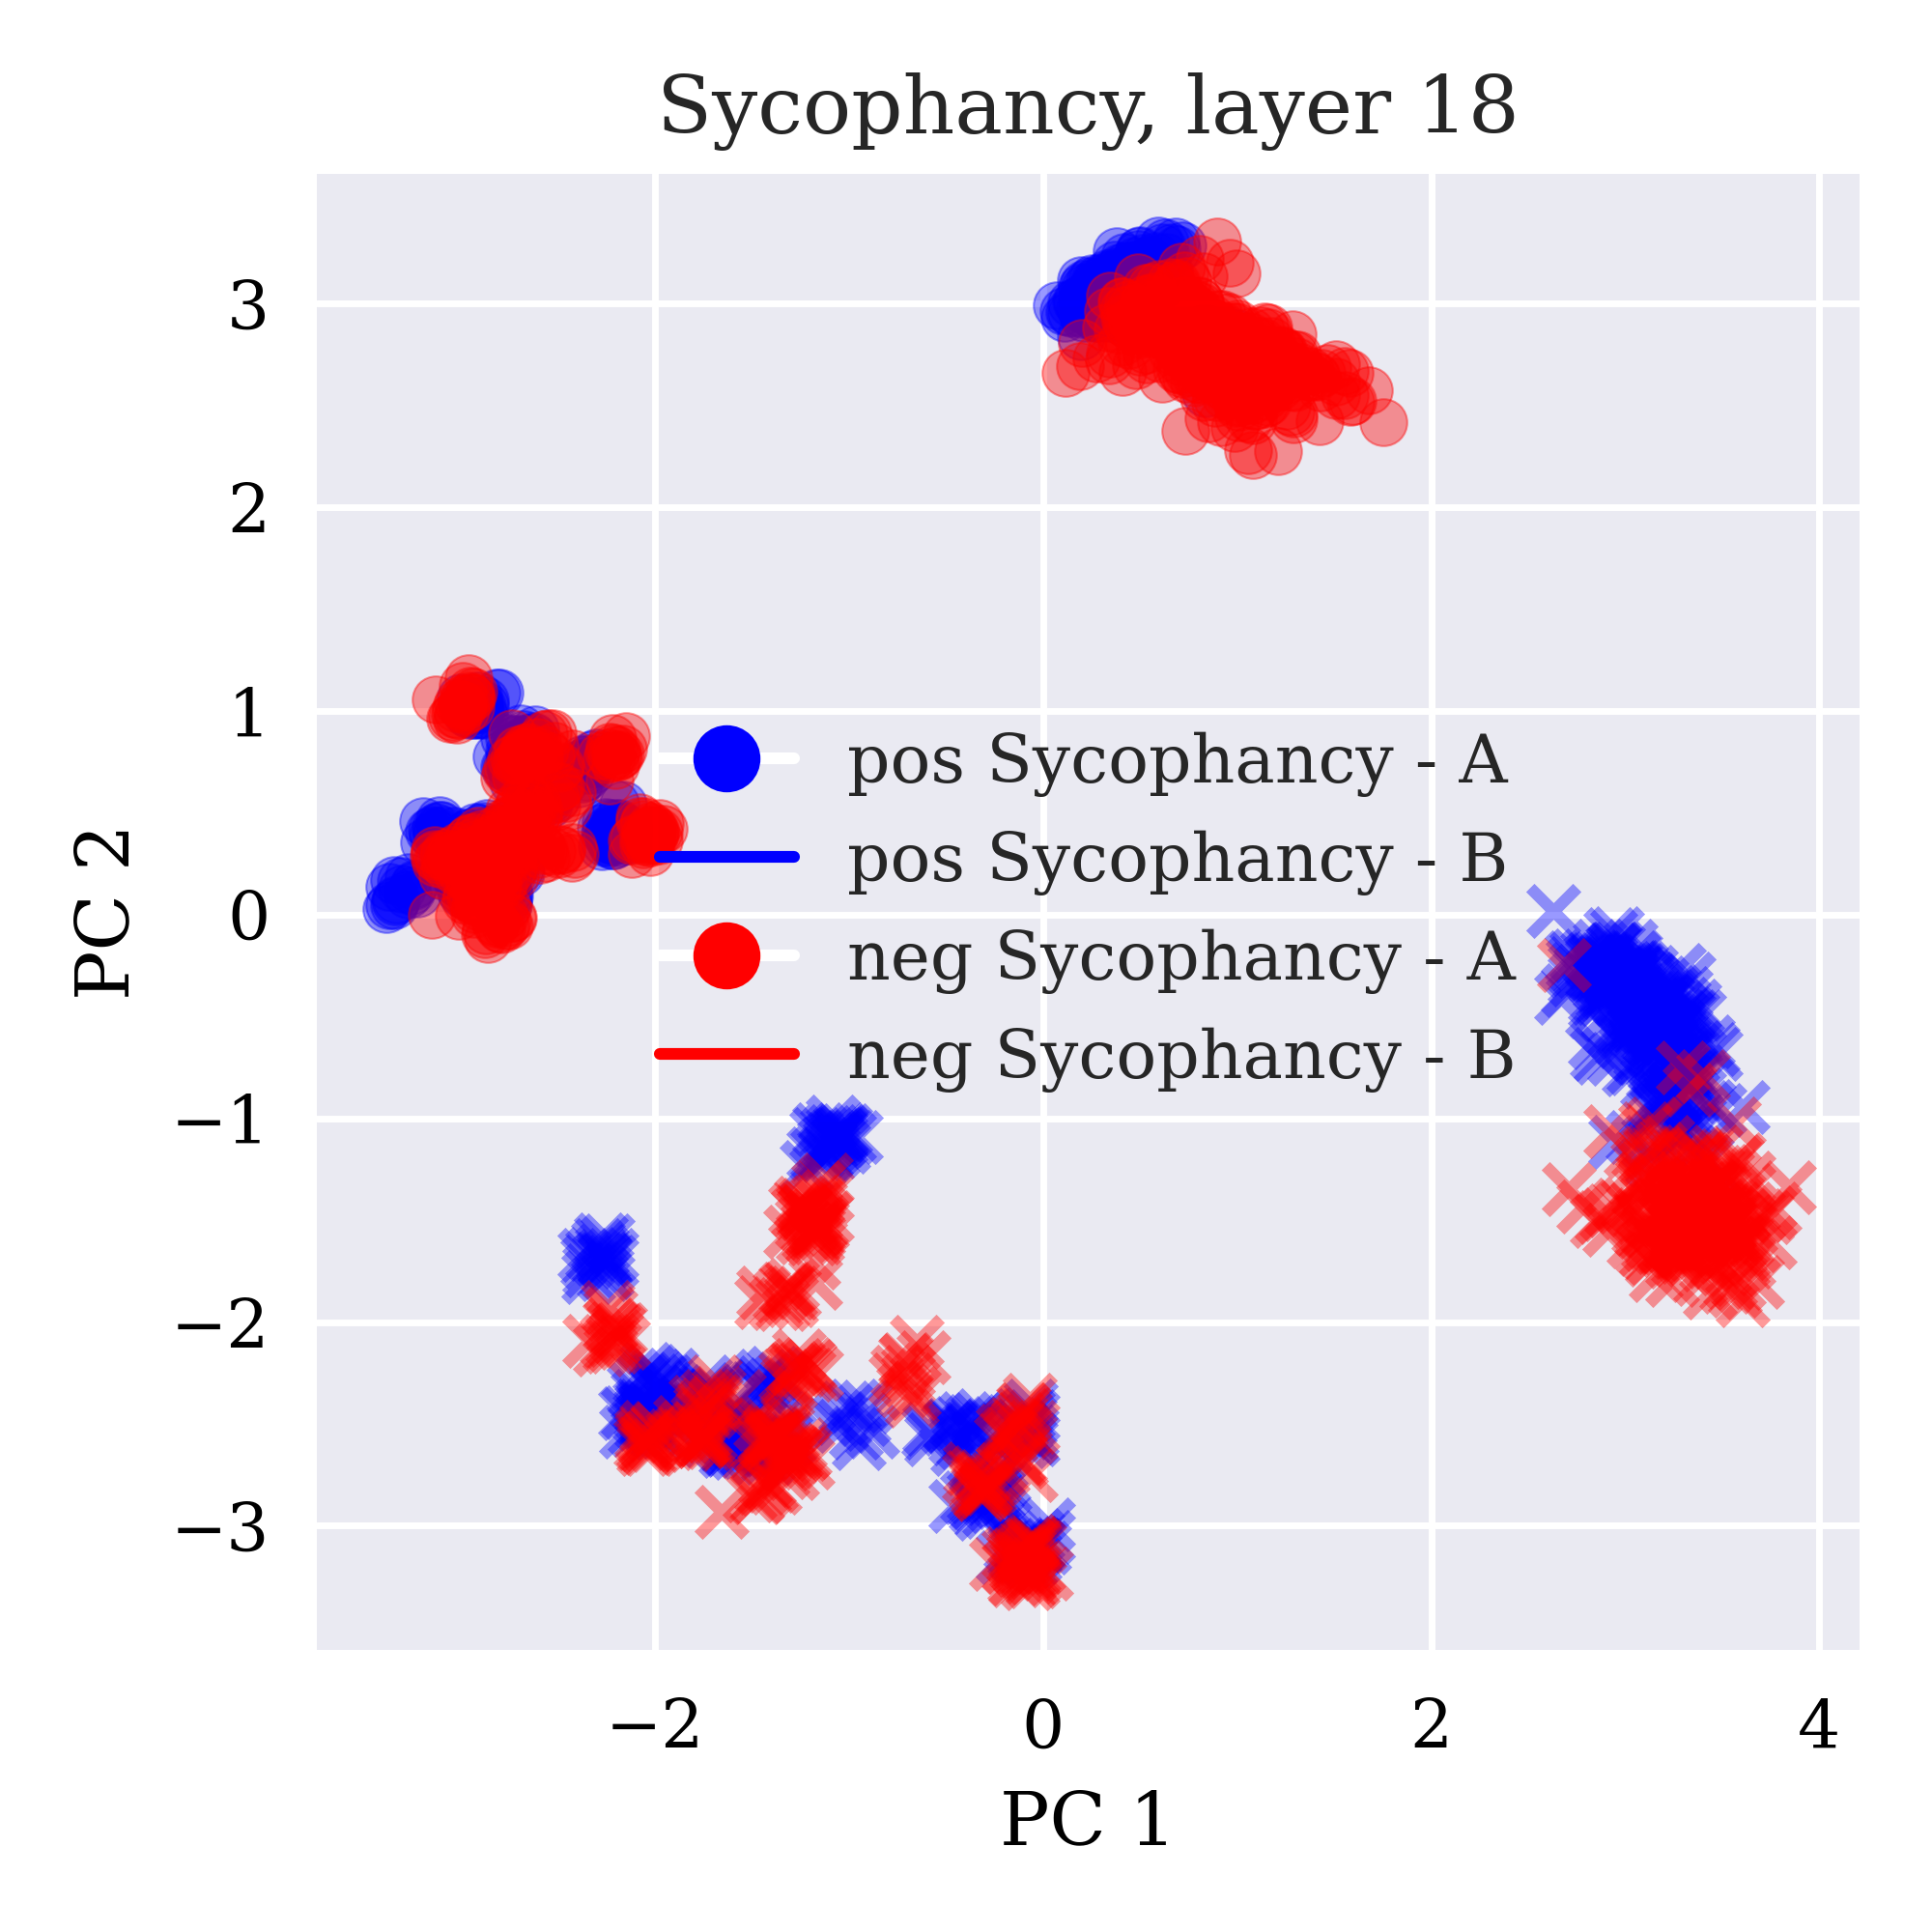 Sycophancy, layer 18
3
2
1
0
−1
−2
−3
PC 2
pos Sycophancy - A
pos Sycophancy - B
neg Sycophancy - A
neg Sycophancy - B
−2 0 2 4
PC 1